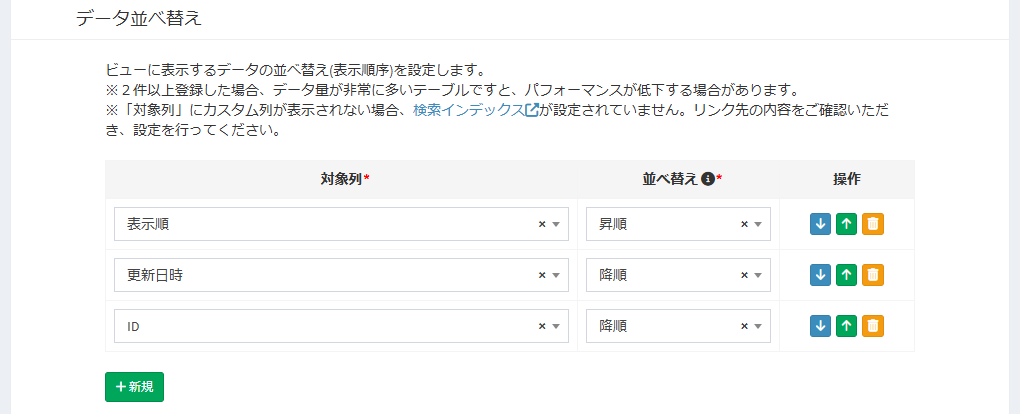 データ並べ替え
ビューに表示するデータの並べ替え(表示順序)を設定します。
※２件以上登録した場合、データ量が非常に多いテーブルですと、パフォーマンスが低下する場合があります。
※「対象列」にカスタム列が表示されない場合、検索インデックスが設定されていません。リンク先の内容をご確認いただ
き、設定を行ってください。
対象列* 並べ替え* 操作
表示順 × 昇順 ×
更新日時 × 降順 ×
ID × 降順 ×
+新規